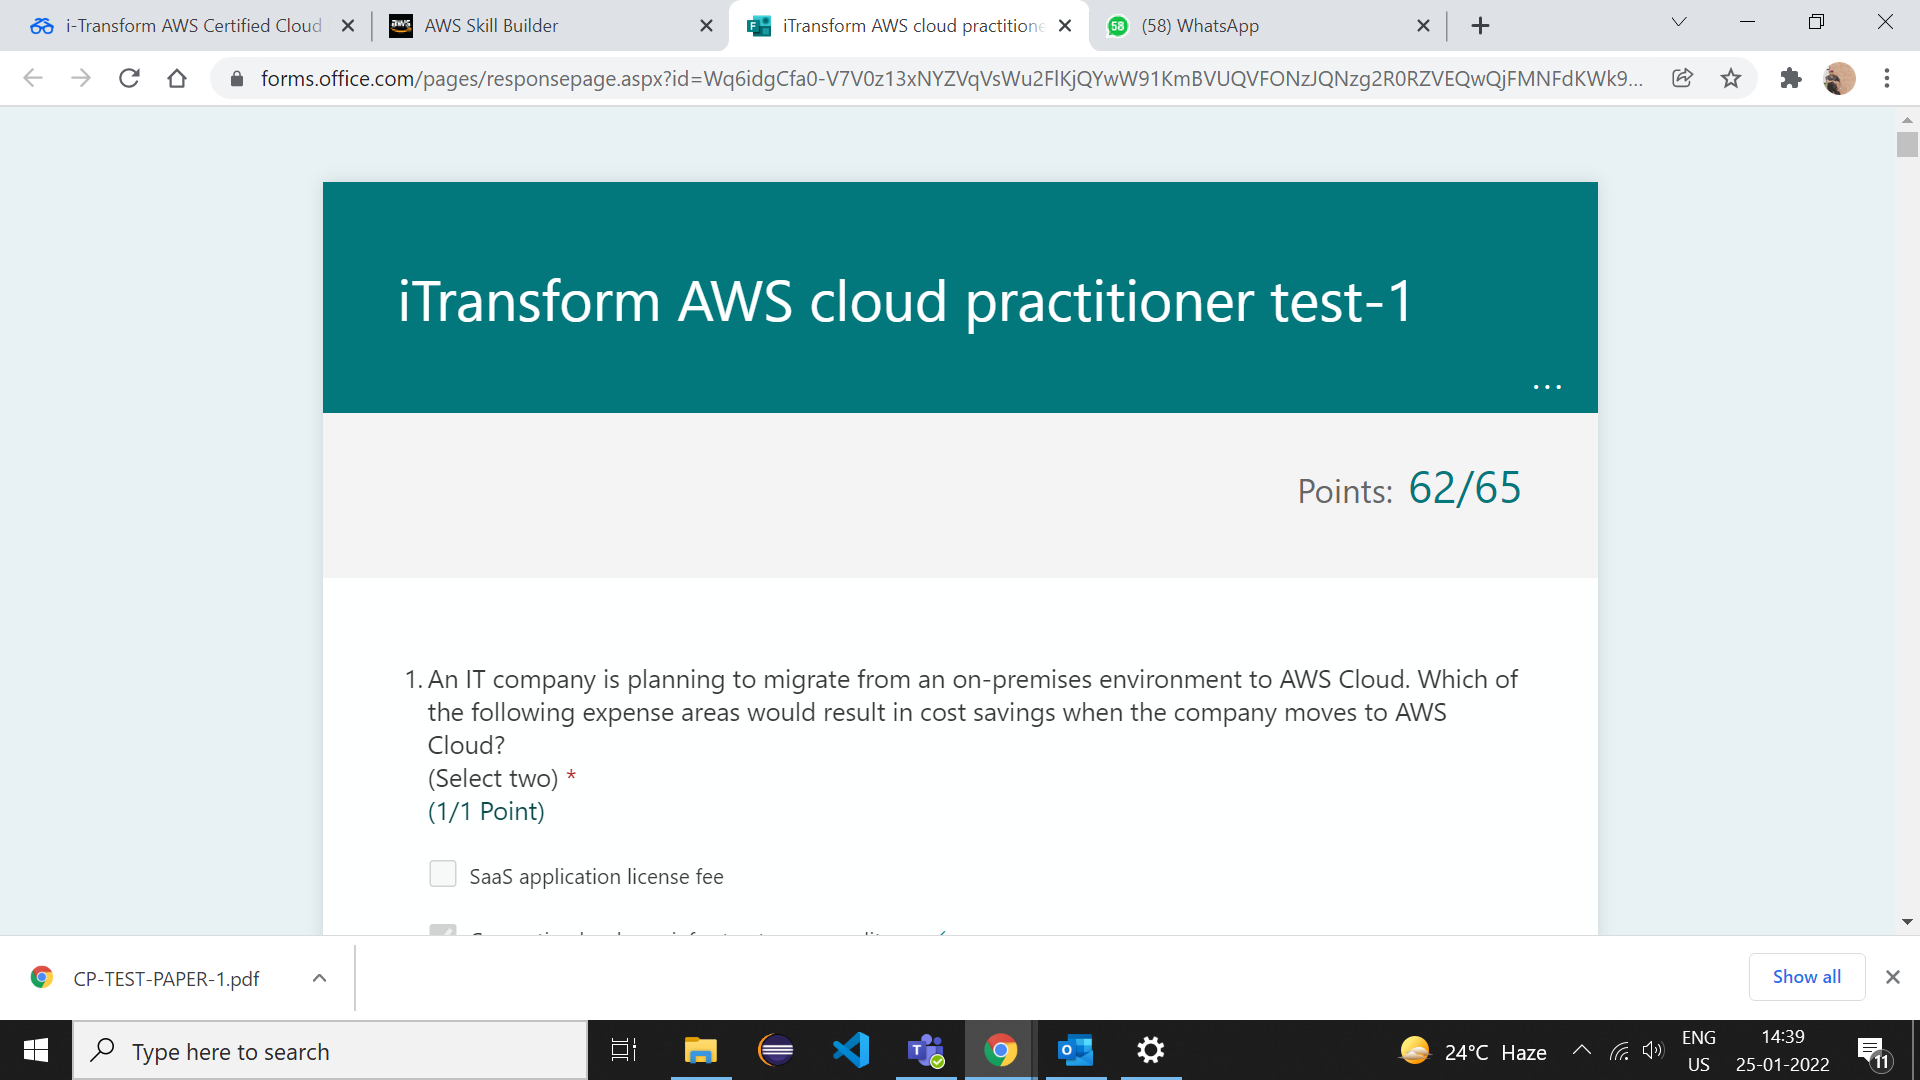 i-Transform AWS Certified Cloud
AWS Skill Builder
iTransform AWS cloud practitione
(58) WhatsApp
forms.office.com/pages/responsepage.aspx?id=Wq6idgCfa0-V7V0z13xNYZVqVsWu2FlKjQYwW91KmBVUQVFONzJQNzg2R0RZVEQwQjFMNFdKWk9...
iTransform AWS cloud practitioner test-1
...
Points: 62/65
1. An IT company is planning to migrate from an on-premises environment to AWS Cloud. Which of
the following expense areas would result in cost savings when the company moves to AWS
Cloud?
(Select two) *
(1/1 Point)
SaaS application license fee
CP-TEST-PAPER-1.pdf
Show all
Type here to search
24°C Haze
ENG
US
14:39
25-01-2022
11